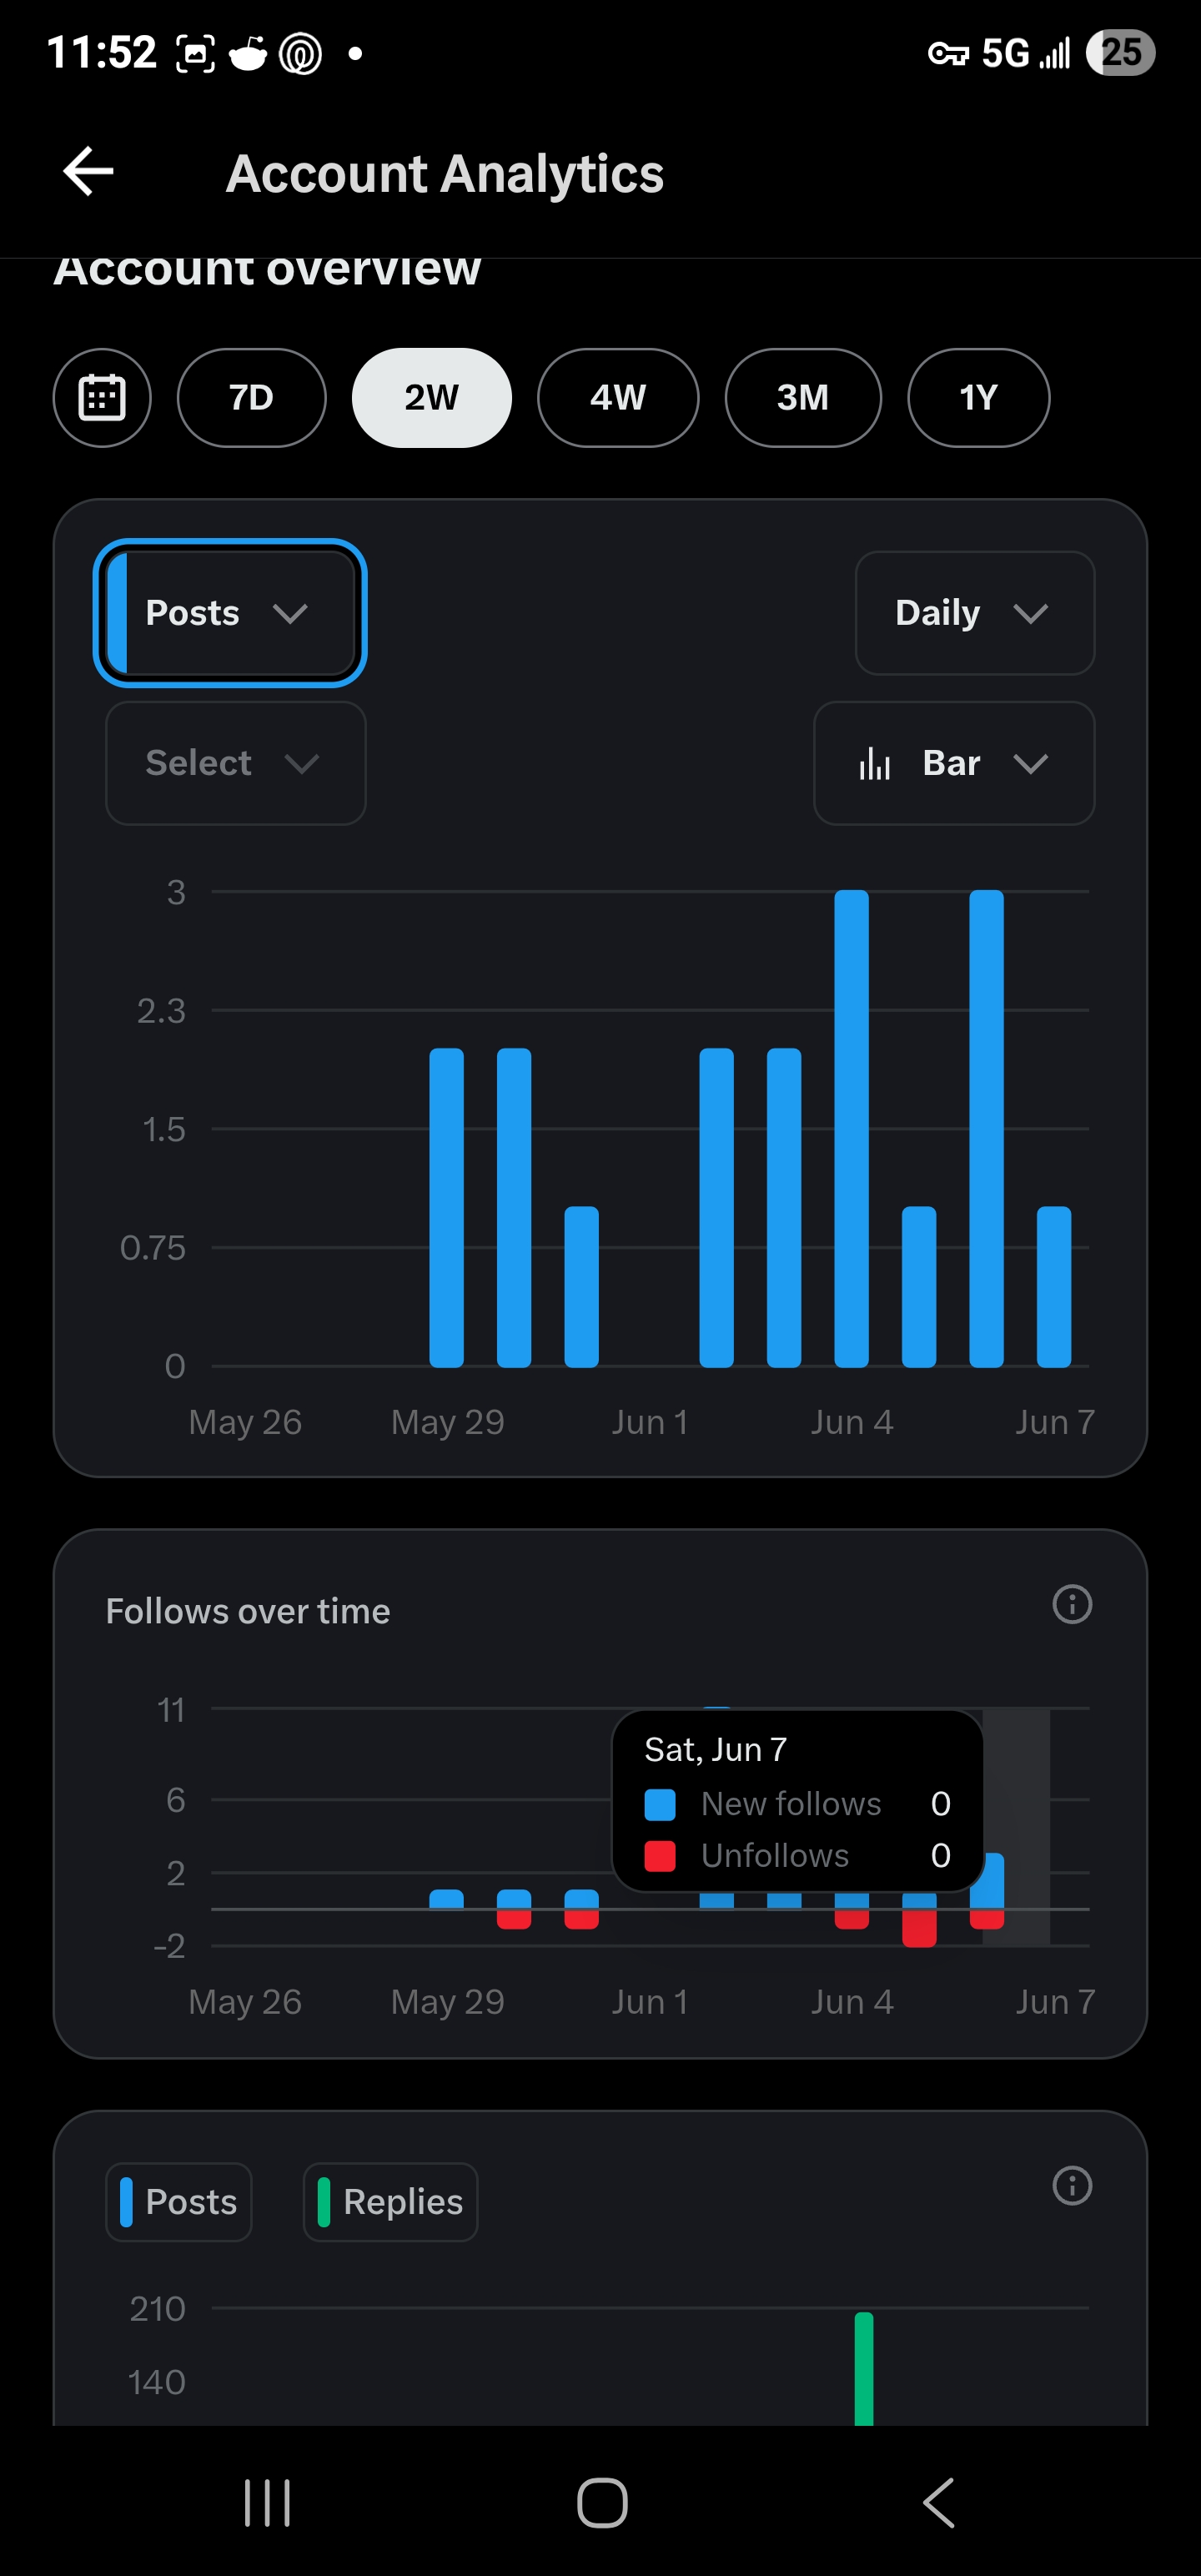 11:52
5G
25
Account Analytics
Account overview
7D 2W 4W 3M 1Y
Posts Daily
Select Bar
3
2.3
1.5
0.75
0
May 26 May 29 Jun 1 Jun 4 Jun 7
Follows over time
11
6
2
-2
Sat, Jun 7
New follows 0
Unfollows 0
May 26 May 29 Jun 1 Jun 4 Jun 7
Posts Replies
210
140